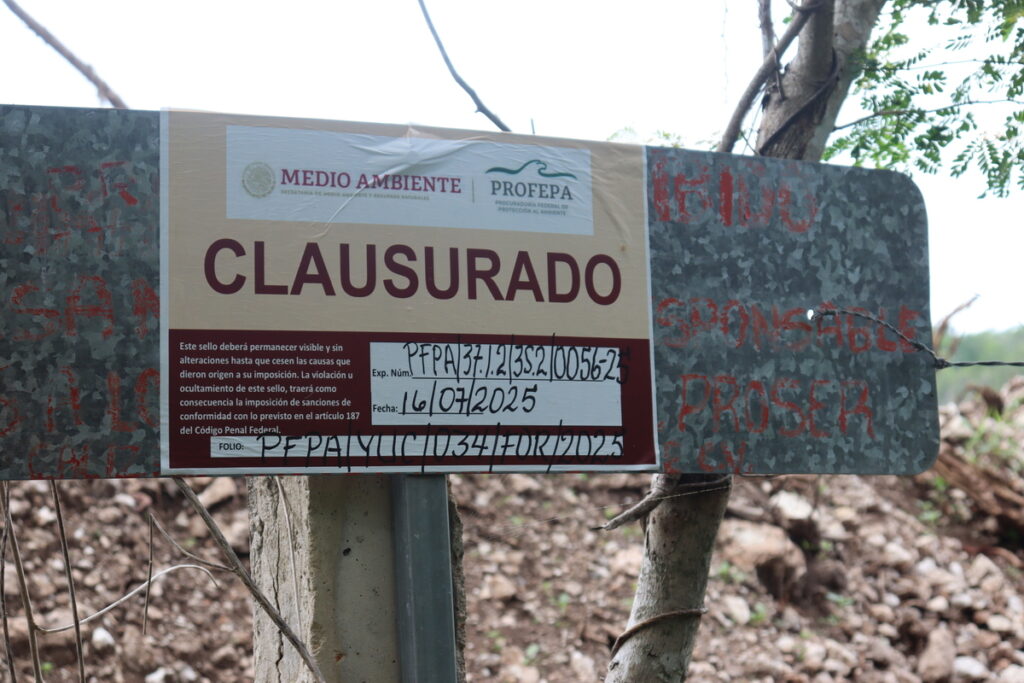 MEDIO AMBIENTE
SECRETARÍA DE MEDIO AMBIENTE Y RECURSOS NATURALES
PROFEPA
PROCURADURÍA FEDERAL DE
PROTECCIÓN AL AMBIENTE
CLAUSURADO
Este sello deberá permanecer visible y sin
alteraciones hasta que cesen las causas que
dieron origen a su imposición. La violación u
ocultamiento de este sello, traerá como
consecuencia la imposición de sanciones de
conformidad con lo previsto en el artículo 187
del Código Penal Federal.
Exp. Núm. PFPA/37.1.2/3S.2/0056-25
Fecha: 16/07/2025
FOLIO: PFPA/YUC/034/FOR/2025
IBIDO
SPONSABLE
PROSER